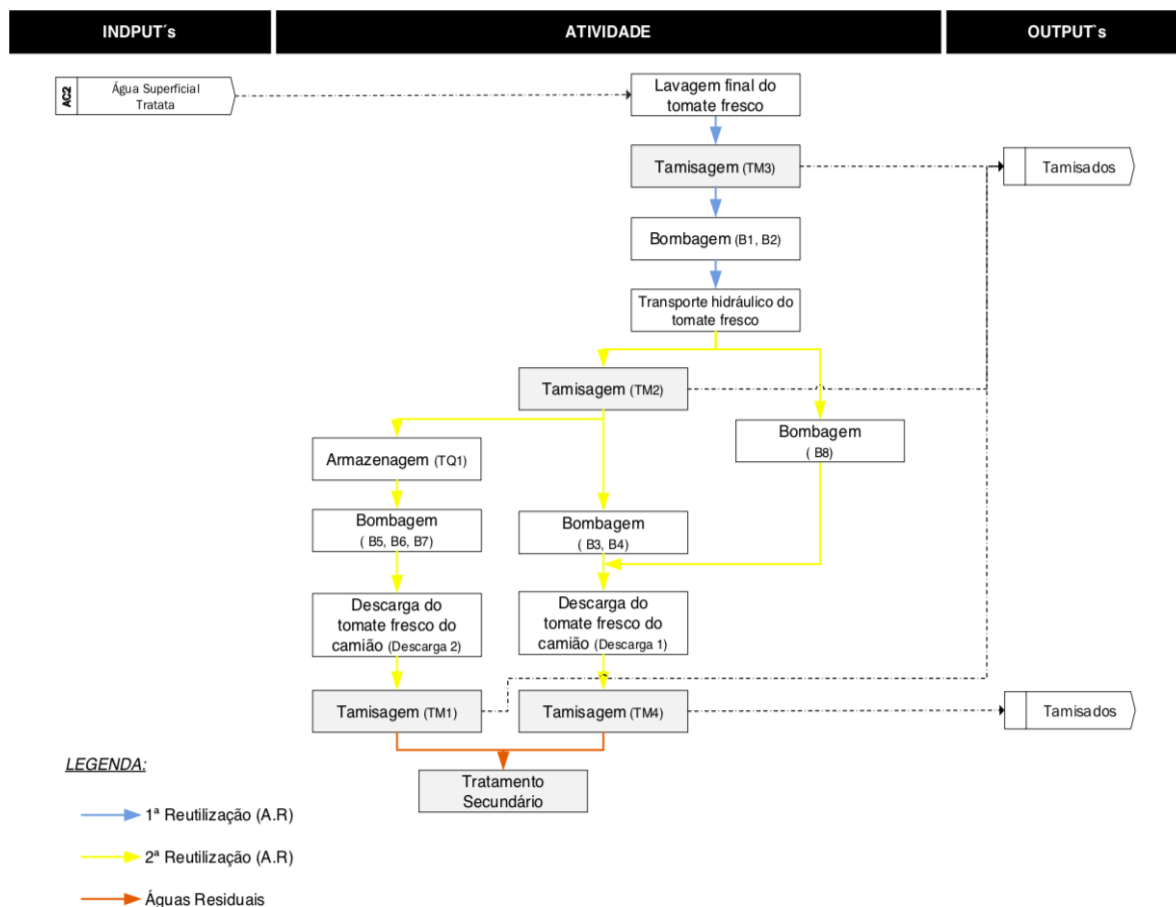 INDPUT´s
ATIVIDADE
OUTPUT`s
AC2
Água Superficial
Tratata
Lavagem final do
tomate fresco
Tamisagem (TM3)
Tamisados
Bombagem (B1, B2)
Transporte hidráulico do
tomate fresco
Tamisagem (TM2)
Bombagem
( B8)
Armazenagem (TQ1)
Bombagem
( B5, B6, B7)
Bombagem
( B3, B4)
Descarga do
tomate fresco do
camião (Descarga 2)
Descarga do
tomate fresco do
camião (Descarga 1)
Tamisagem (TM1)
Tamisagem (TM4)
Tamisados
Tratamento
Secundário
LEGENDA:
1ª Reutilização (A.R)
2ª Reutilização (A.R)
Águas Residuais